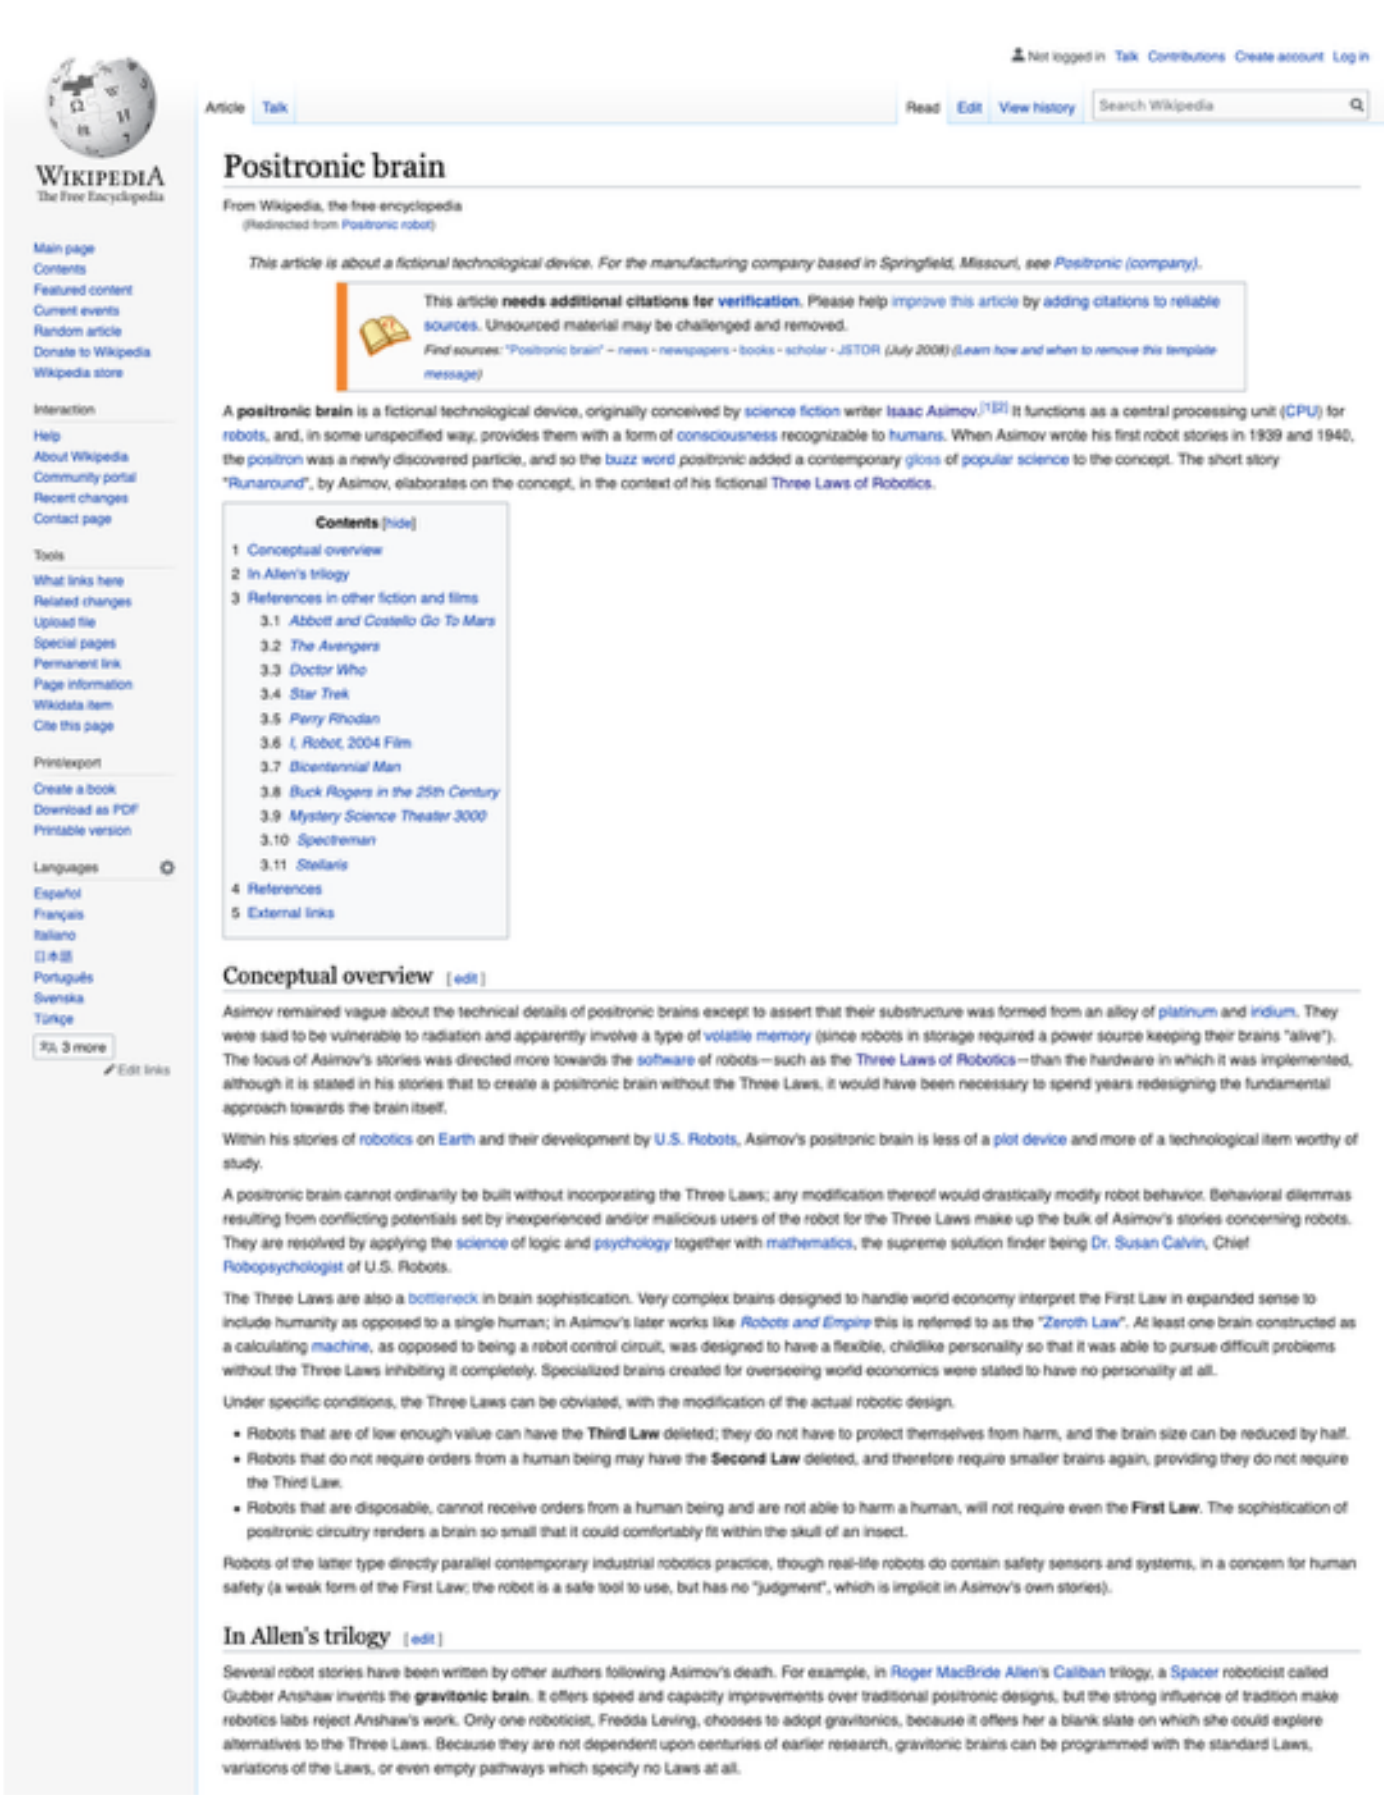 Not logged in Talk Contributions Create account Log in
Article Talk Read Edit View history Search Wikipedia
WIKIPEDIA
The Free Encyclopedia
Main page
Contents
Featured content
Current events
Random article
Donate to Wikipedia
Wikipedia store
Interaction
Help
About Wikipedia
Community portal
Recent changes
Contact page
Tools
What links here
Related changes
Upload file
Special pages
Permanent link
Page information
Wikidata item
Cite this page
Print/export
Create a book
Download as PDF
Printable version
Languages
Español
Français
Italiano
日本語
Português
Svenska
Türkçe
3 more
Edit links
Positronic brain
From Wikipedia, the free encyclopedia
(Redirected from Positronic robot)
This article is about a fictional technological device. For the manufacturing company based in Springfield, Missouri, see Positronic (company).
This article needs additional citations for verification. Please help improve this article by adding citations to reliable
sources. Unsourced material may be challenged and removed.
Find sources: "Positronic brain" – news · newspapers · books · scholar · JSTOR (July 2008) (Learn how and when to remove this template
message)
A positronic brain is a fictional technological device, originally conceived by science fiction writer Isaac Asimov.[1][2] It functions as a central processing unit (CPU) for
robots, and, in some unspecified way, provides them with a form of consciousness recognizable to humans. When Asimov wrote his first robot stories in 1939 and 1940,
the positron was a newly discovered particle, and so the buzz word positronic added a contemporary gloss of popular science to the concept. The short story
"Runaround", by Asimov, elaborates on the concept, in the context of his fictional Three Laws of Robotics.
Contents [hide]
1 Conceptual overview
2 In Allen's trilogy
3 References in other fiction and films
3.1 Abbott and Costello Go To Mars
3.2 The Avengers
3.3 Doctor Who
3.4 Star Trek
3.5 Perry Rhodan
3.6 I, Robot, 2004 Film
3.7 Bicentennial Man
3.8 Buck Rogers in the 25th Century
3.9 Mystery Science Theater 3000
3.10 Spectreman
3.11 Stellaris
4 References
5 External links
Conceptual overview [ edit ]
Asimov remained vague about the technical details of positronic brains except to assert that their substructure was formed from an alloy of platinum and iridium. They
were said to be vulnerable to radiation and apparently involve a type of volatile memory (since robots in storage required a power source keeping their brains "alive").
The focus of Asimov's stories was directed more towards the software of robots—such as the Three Laws of Robotics—than the hardware in which it was implemented,
although it is stated in his stories that to create a positronic brain without the Three Laws, it would have been necessary to spend years redesigning the fundamental
approach towards the brain itself.
Within his stories of robotics on Earth and their development by U.S. Robots, Asimov's positronic brain is less of a plot device and more of a technological item worthy of
study.
A positronic brain cannot ordinarily be built without incorporating the Three Laws; any modification thereof would drastically modify robot behavior. Behavioral dilemmas
resulting from conflicting potentials set by inexperienced and/or malicious users of the robot for the Three Laws make up the bulk of Asimov's stories concerning robots.
They are resolved by applying the science of logic and psychology together with mathematics, the supreme solution finder being Dr. Susan Calvin, Chief
Robopsychologist of U.S. Robots.
The Three Laws are also a bottleneck in brain sophistication. Very complex brains designed to handle world economy interpret the First Law in expanded sense to
include humanity as opposed to a single human; in Asimov's later works like Robots and Empire this is referred to as the "Zeroth Law". At least one brain constructed as
a calculating machine, as opposed to being a robot control circuit, was designed to have a flexible, childlike personality so that it was able to pursue difficult problems
without the Three Laws inhibiting it completely. Specialized brains created for overseeing world economics were stated to have no personality at all.
Under specific conditions, the Three Laws can be obviated, with the modification of the actual robotic design.
• Robots that are of low enough value can have the Third Law deleted; they do not have to protect themselves from harm, and the brain size can be reduced by half.
• Robots that do not require orders from a human being may have the Second Law deleted, and therefore require smaller brains again, providing they do not require
the Third Law.
• Robots that are disposable, cannot receive orders from a human being and are not able to harm a human, will not require even the First Law. The sophistication of
positronic circuitry renders a brain so small that it could comfortably fit within the skull of an insect.
Robots of the latter type directly parallel contemporary industrial robotics practice, though real-life robots do contain safety sensors and systems, in a concern for human
safety (a weak form of the First Law; the robot is a safe tool to use, but has no "judgment", which is implicit in Asimov's own stories).
In Allen's trilogy [ edit ]
Several robot stories have been written by other authors following Asimov's death. For example, in Roger MacBride Allen's Caliban trilogy, a Spacer roboticist called
Gubber Anshaw invents the gravitonic brain. It offers speed and capacity improvements over traditional positronic designs, but the strong influence of tradition make
robotics labs reject Anshaw's work. Only one roboticist, Fredda Leving, chooses to adopt gravitonics, because it offers her a blank slate on which she could explore
alternatives to the Three Laws. Because they are not dependent upon centuries of earlier research, gravitonic brains can be programmed with the standard Laws,
variations of the Laws, or even empty pathways which specify no Laws at all.